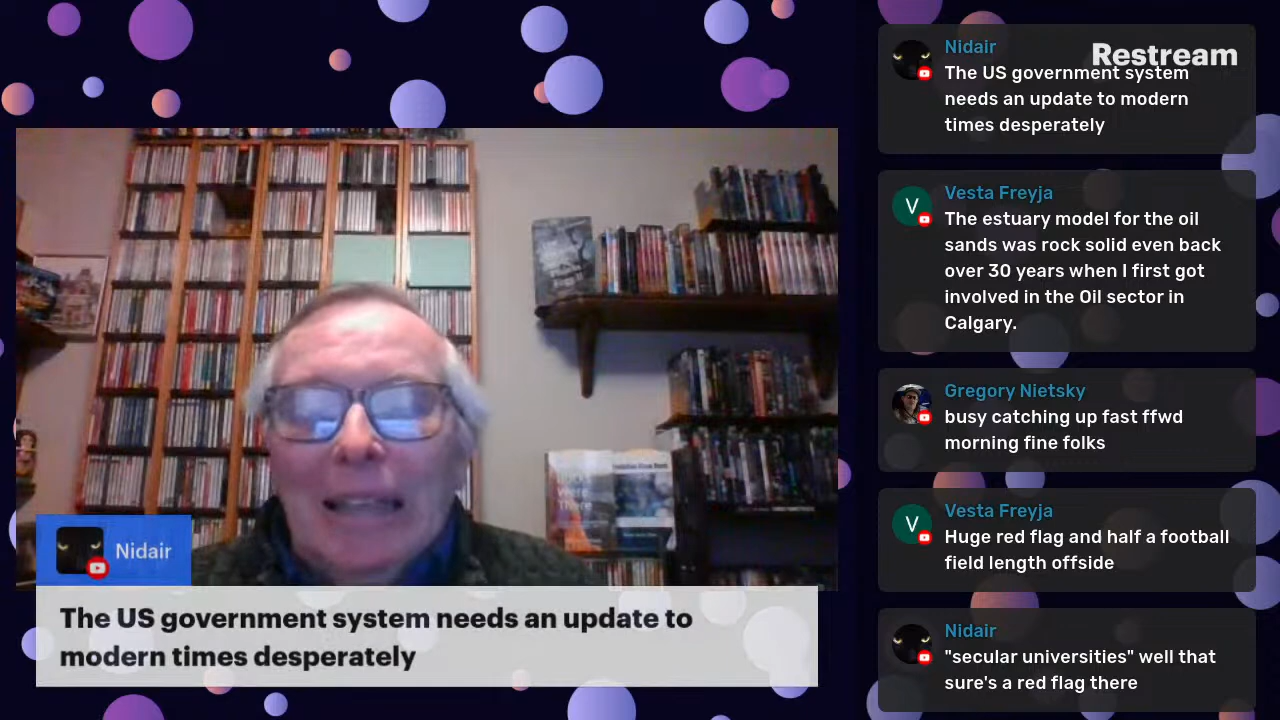 Restream
Nidair
The US government system
needs an update to modern
times desperately
Vesta Freyja
V
The estuary model for the oil
sands was rock solid even back
over 30 years when I first got
involved in the Oil sector in
Calgary.
Gregory Nietsky
busy catching up fast ffwd
morning fine folks
Vesta Freyja
V
Huge red flag and half a football
field length offside
Nidair
"secular universities" well that
sure's a red flag there
Nidair
The US government system needs an update to
modern times desperately